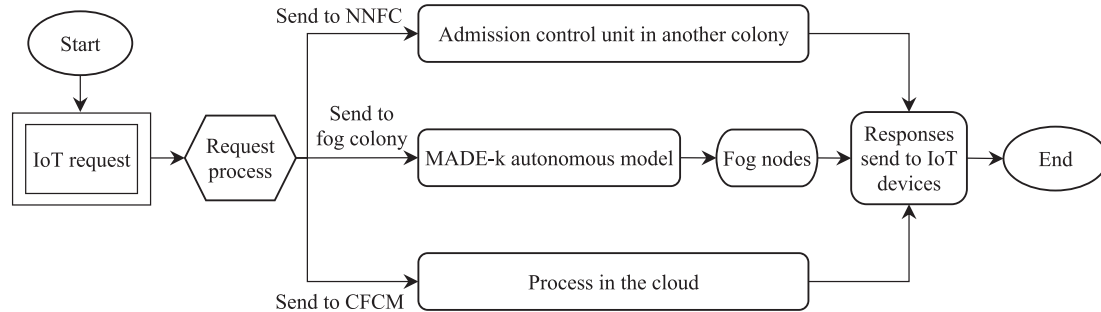 Start
IoT request
Request
process
Send to NNFC
Admission control unit in another colony
Send to
fog colony
MADE-k autonomous model
Fog nodes
Send to CFCM
Process in the cloud
Responses
send to IoT
devices
End